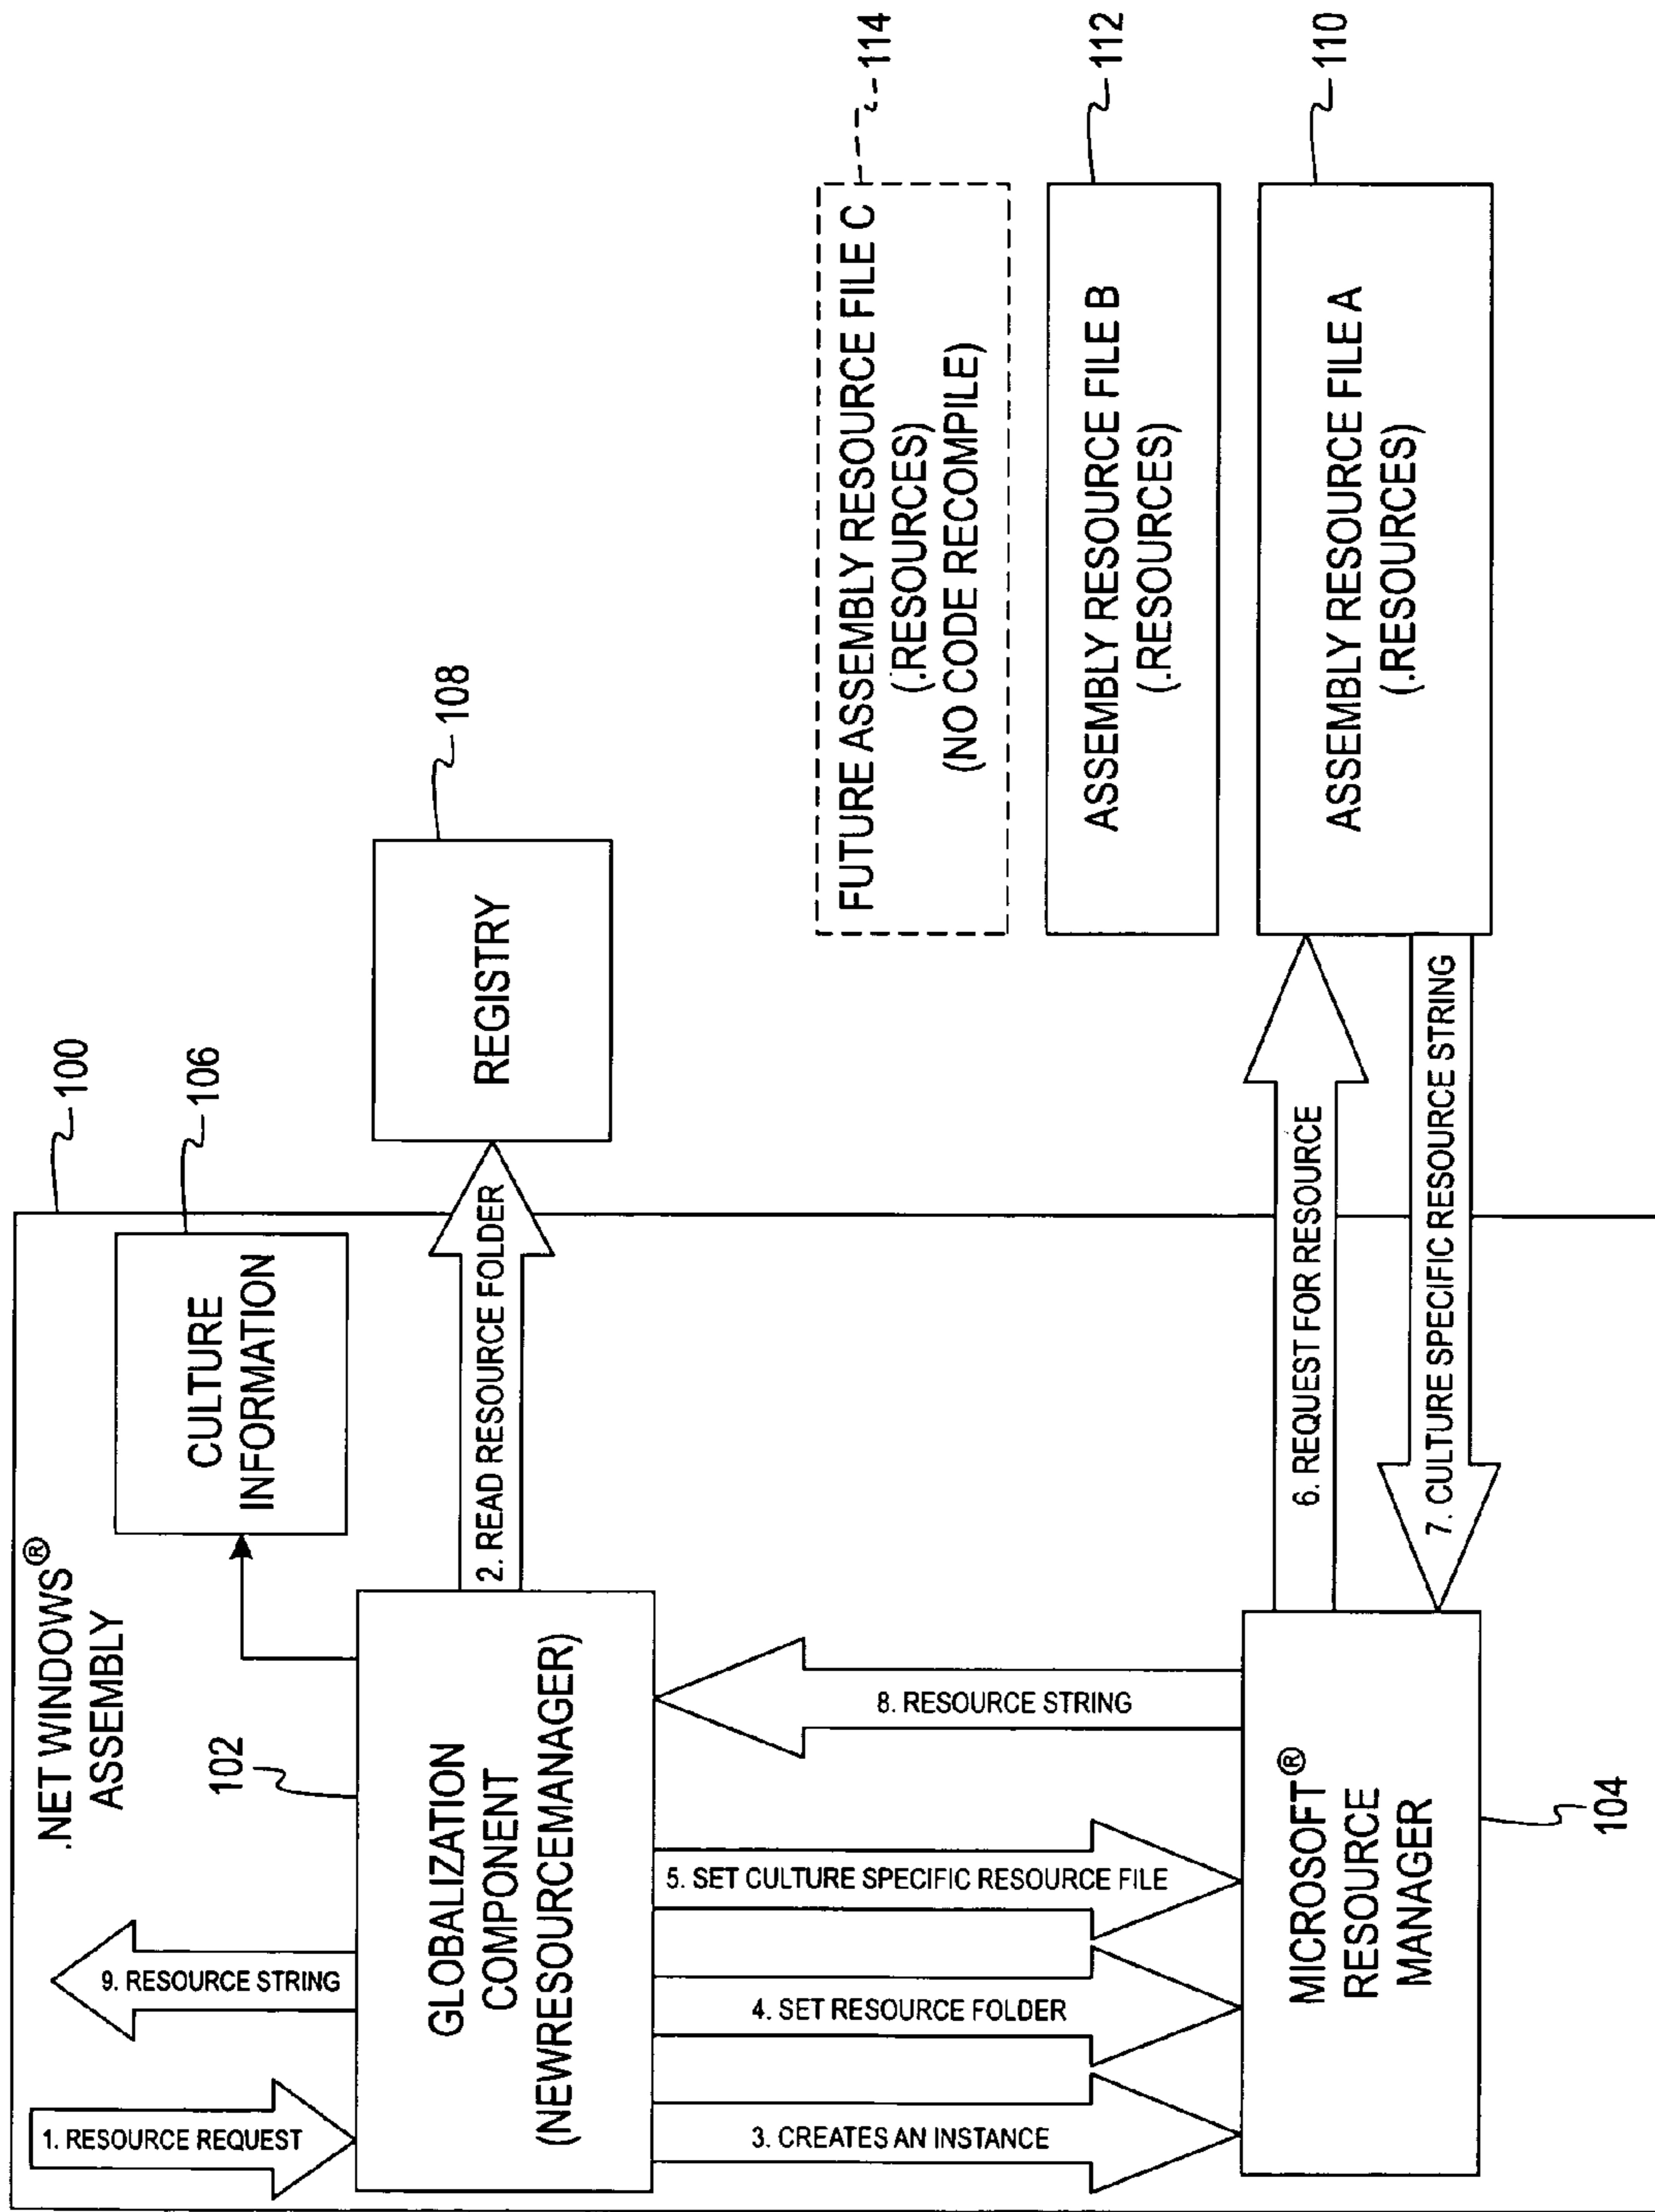 .NET WINDOWS®
ASSEMBLY
100
1. RESOURCE REQUEST
9. RESOURCE STRING
102
GLOBALIZATION
COMPONENT
(NEWRESOURCEMANAGER)
CULTURE
INFORMATION
106
2. READ RESOURCE FOLDER
REGISTRY
108
3. CREATES AN INSTANCE
4. SET RESOURCE FOLDER
5. SET CULTURE SPECIFIC RESOURCE FILE
8. RESOURCE STRING
MICROSOFT®
RESOURCE
MANAGER
104
6. REQUEST FOR RESOURCE
7. CULTURE SPECIFIC RESOURCE STRING
FUTURE ASSEMBLY RESOURCE FILE C
(.RESOURCES)
(NO CODE RECOMPILE)
114
ASSEMBLY RESOURCE FILE B
(.RESOURCES)
112
ASSEMBLY RESOURCE FILE A
(.RESOURCES)
110